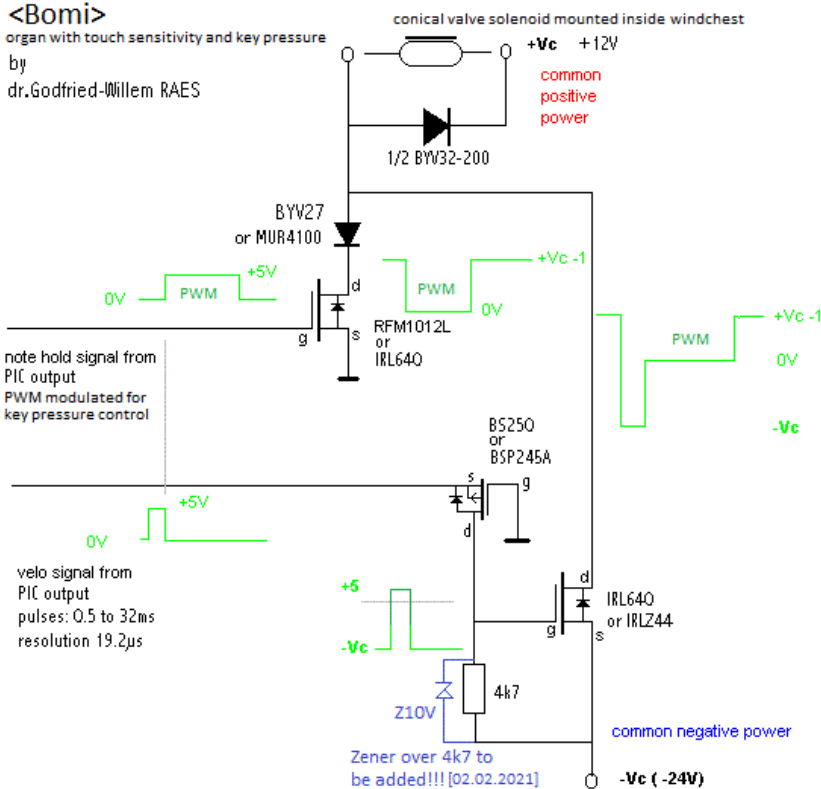 <Bomi>
organ with touch sensitivity and key pressure
by
dr.Godfried-Willem RAES
conical valve solenoid mounted inside windchest
+Vc +12V
common
positive
power
1/2 BYV32-200
BYV27
or MUR4100
+5V
0V
PWM
d
g
s
RFM1012L
or
IRL640
+Vc -1
PWM
0V
+Vc -1
PWM
0V
-Vc
note hold signal from
PIC output
PWM modulated for
key pressure control
BS250
or
BSP245A
s
g
d
+5V
0V
velo signal from
PIC output
pulses: 0.5 to 32ms
resolution 19.2µs
+5
-Vc
d
g
s
IRL640
or IRLZ44
4k7
Z10V
Zener over 4k7 to
be added!!! [02.02.2021]
common negative power
-Vc ( -24V)